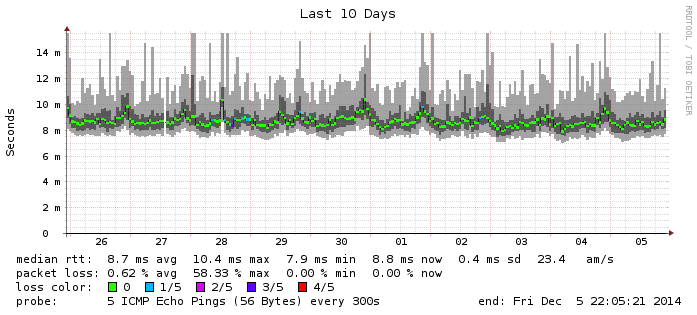 Last 10 Days
RRDTOOL / TOBI OETIKER
Seconds
14 m
12 m
10 m
8 m
6 m
4 m
2 m
0
26 27 28 29 30 01 02 03 04 05
median rtt: 8.7 ms avg 10.4 ms max 7.9 ms min 8.8 ms now 0.4 ms sd 23.4 am/s
packet loss: 0.62 % avg 58.33 % max 0.00 % min 0.00 % now
loss color: 0 1/5 2/5 3/5 4/5
probe: 5 ICMP Echo Pings (56 Bytes) every 300s end: Fri Dec 5 22:05:21 2014